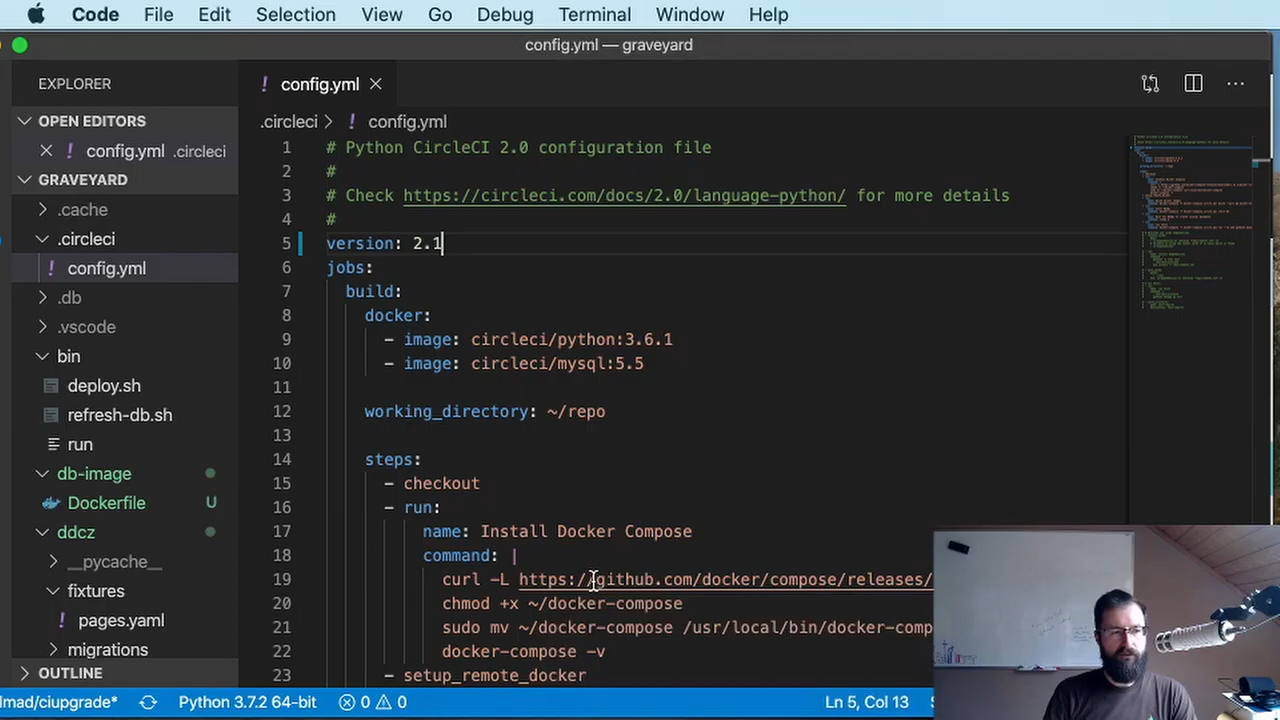 Code File Edit Selection View Go Debug Terminal Window Help
config.yml — graveyard
EXPLORER
! config.yml ×
OPEN EDITORS
× ! config.yml .circleci
GRAVEYARD
.cache
.circleci
! config.yml
.db
.vscode
bin
deploy.sh
refresh-db.sh
run
db-image
Dockerfile U
ddcz
__pycache__
fixtures
! pages.yaml
migrations
OUTLINE
.circleci > ! config.yml
1 # Python CircleCI 2.0 configuration file
2 #
3 # Check https://circleci.com/docs/2.0/language-python/ for more details
4 #
5 version: 2.1
6 jobs:
7 build:
8 docker:
9 - image: circleci/python:3.6.1
10 - image: circleci/mysql:5.5
11
12 working_directory: ~/repo
13
14 steps:
15 - checkout
16 - run:
17 name: Install Docker Compose
18 command: |
19 curl -L https://github.com/docker/compose/releases/
20 chmod +x ~/docker-compose
21 sudo mv ~/docker-compose /usr/local/bin/docker-comp
22 docker-compose -v
23 - setup_remote_docker
lmad/ciupgrade* Python 3.7.2 64-bit 0 0 Ln 5, Col 13